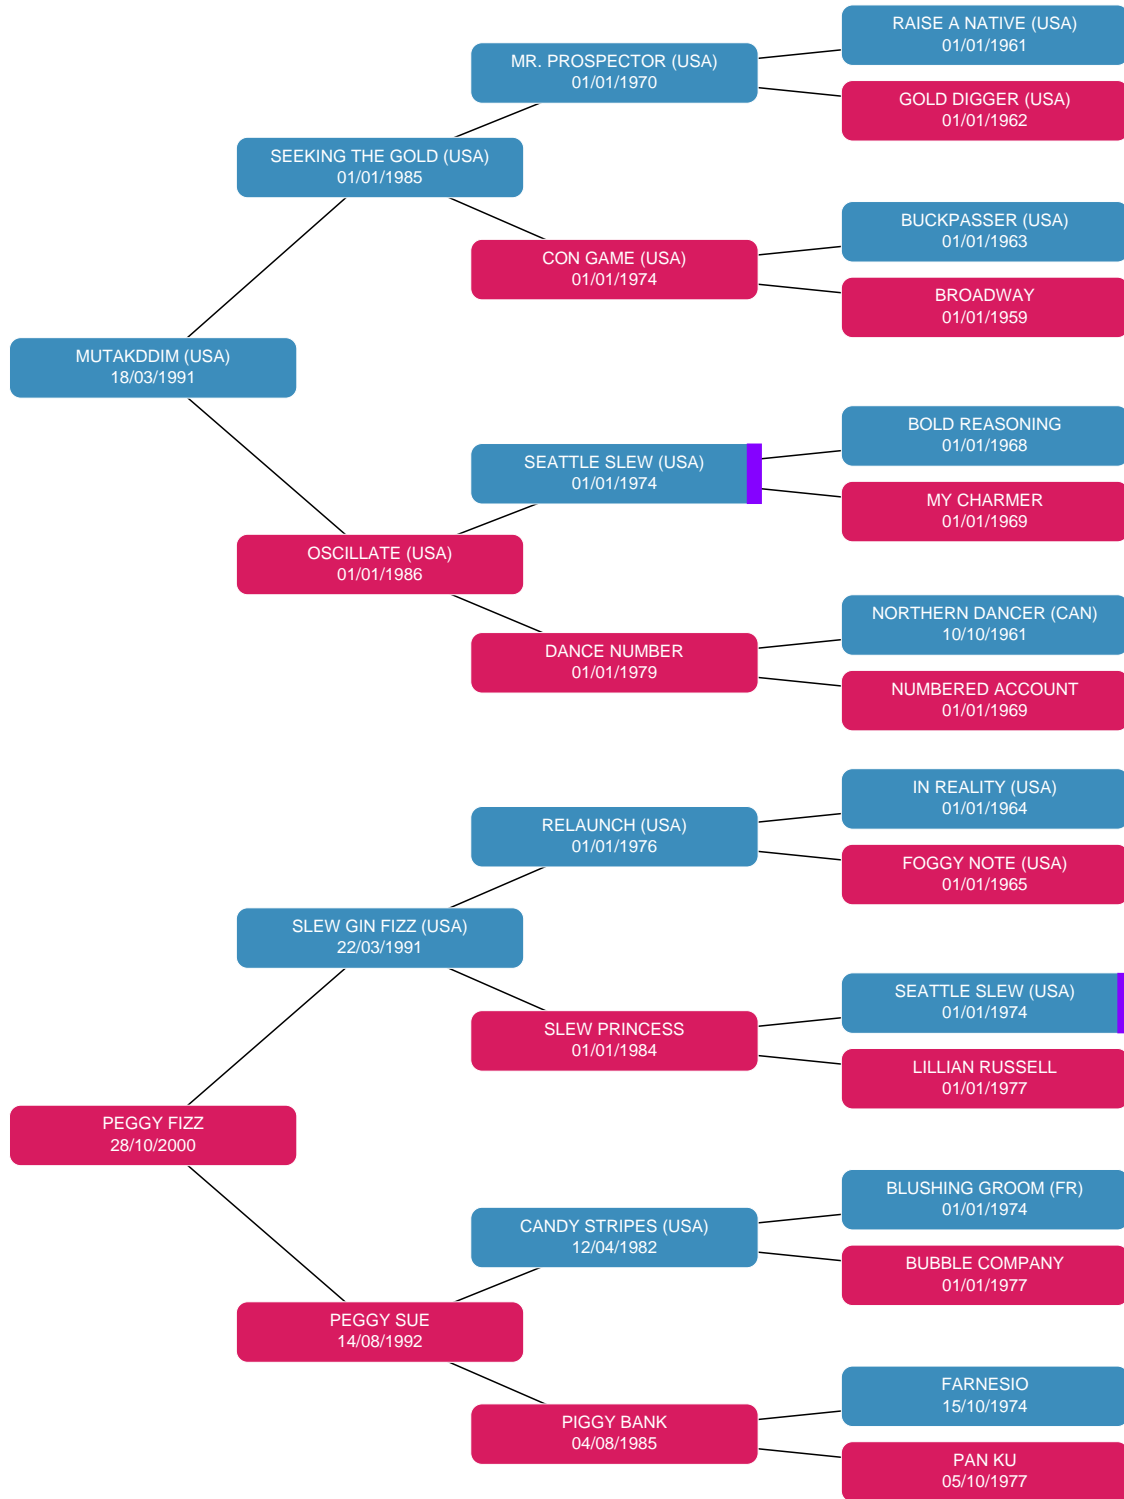 RAISE A NATIVE (USA)
01/01/1961
MR. PROSPECTOR (USA)
01/01/1970
GOLD DIGGER (USA)
01/01/1962
SEEKING THE GOLD (USA)
01/01/1985
BUCKPASSER (USA)
01/01/1963
CON GAME (USA)
01/01/1974
BROADWAY
01/01/1959
MUTAKDDIM (USA)
18/03/1991
BOLD REASONING
01/01/1968
SEATTLE SLEW (USA)
01/01/1974
MY CHARMER
01/01/1969
OSCILLATE (USA)
01/01/1986
NORTHERN DANCER (CAN)
10/10/1961
DANCE NUMBER
01/01/1979
NUMBERED ACCOUNT
01/01/1969
IN REALITY (USA)
01/01/1964
RELAUNCH (USA)
01/01/1976
FOGGY NOTE (USA)
01/01/1965
SLEW GIN FIZZ (USA)
22/03/1991
SEATTLE SLEW (USA)
01/01/1974
SLEW PRINCESS
01/01/1984
LILLIAN RUSSELL
01/01/1977
PEGGY FIZZ
28/10/2000
BLUSHING GROOM (FR)
01/01/1974
CANDY STRIPES (USA)
12/04/1982
BUBBLE COMPANY
01/01/1977
PEGGY SUE
14/08/1992
FARNESIO
15/10/1974
PIGGY BANK
04/08/1985
PAN KU
05/10/1977